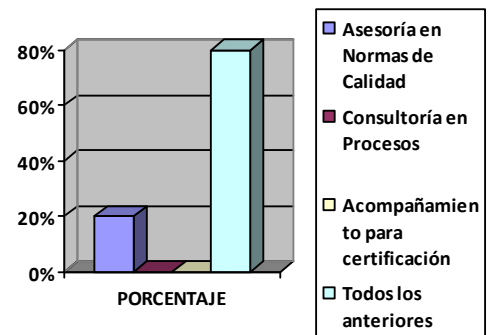 80%
60%
40%
20%
0%
PORCENTAJE
Asesoría en
Normas de
Calidad
Consultoría en
Procesos
Acompañamien
to para
certificación
Todos los
anteriores